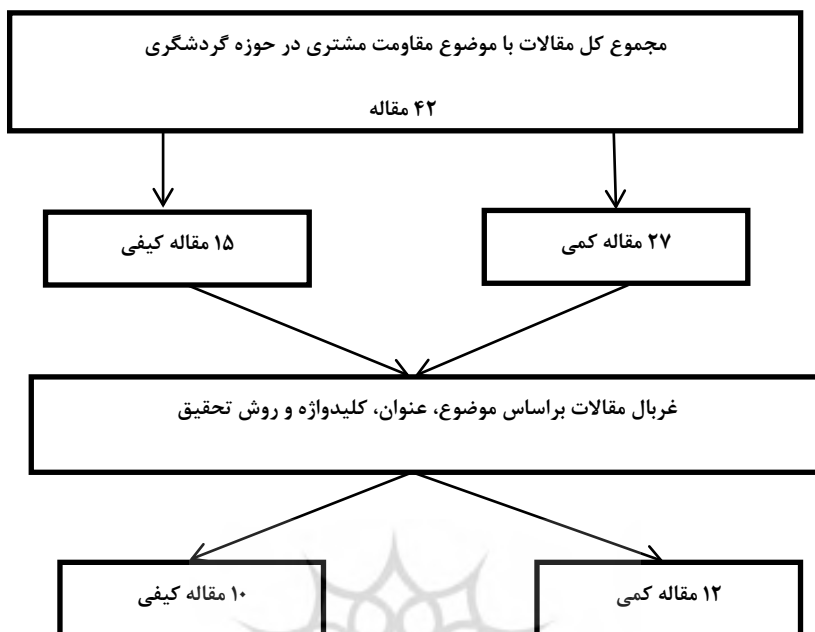 مجموع کل مقالات با موضوع مقاومت مشتری در حوزه گردشگری
۴۲ مقاله
۲۷ مقاله کمی
۱۵ مقاله کیفی
غربال مقالات براساس موضوع، عنوان، کلیدواژه و روش تحقیق
۱۲ مقاله کمی
۱۰ مقاله کیفی